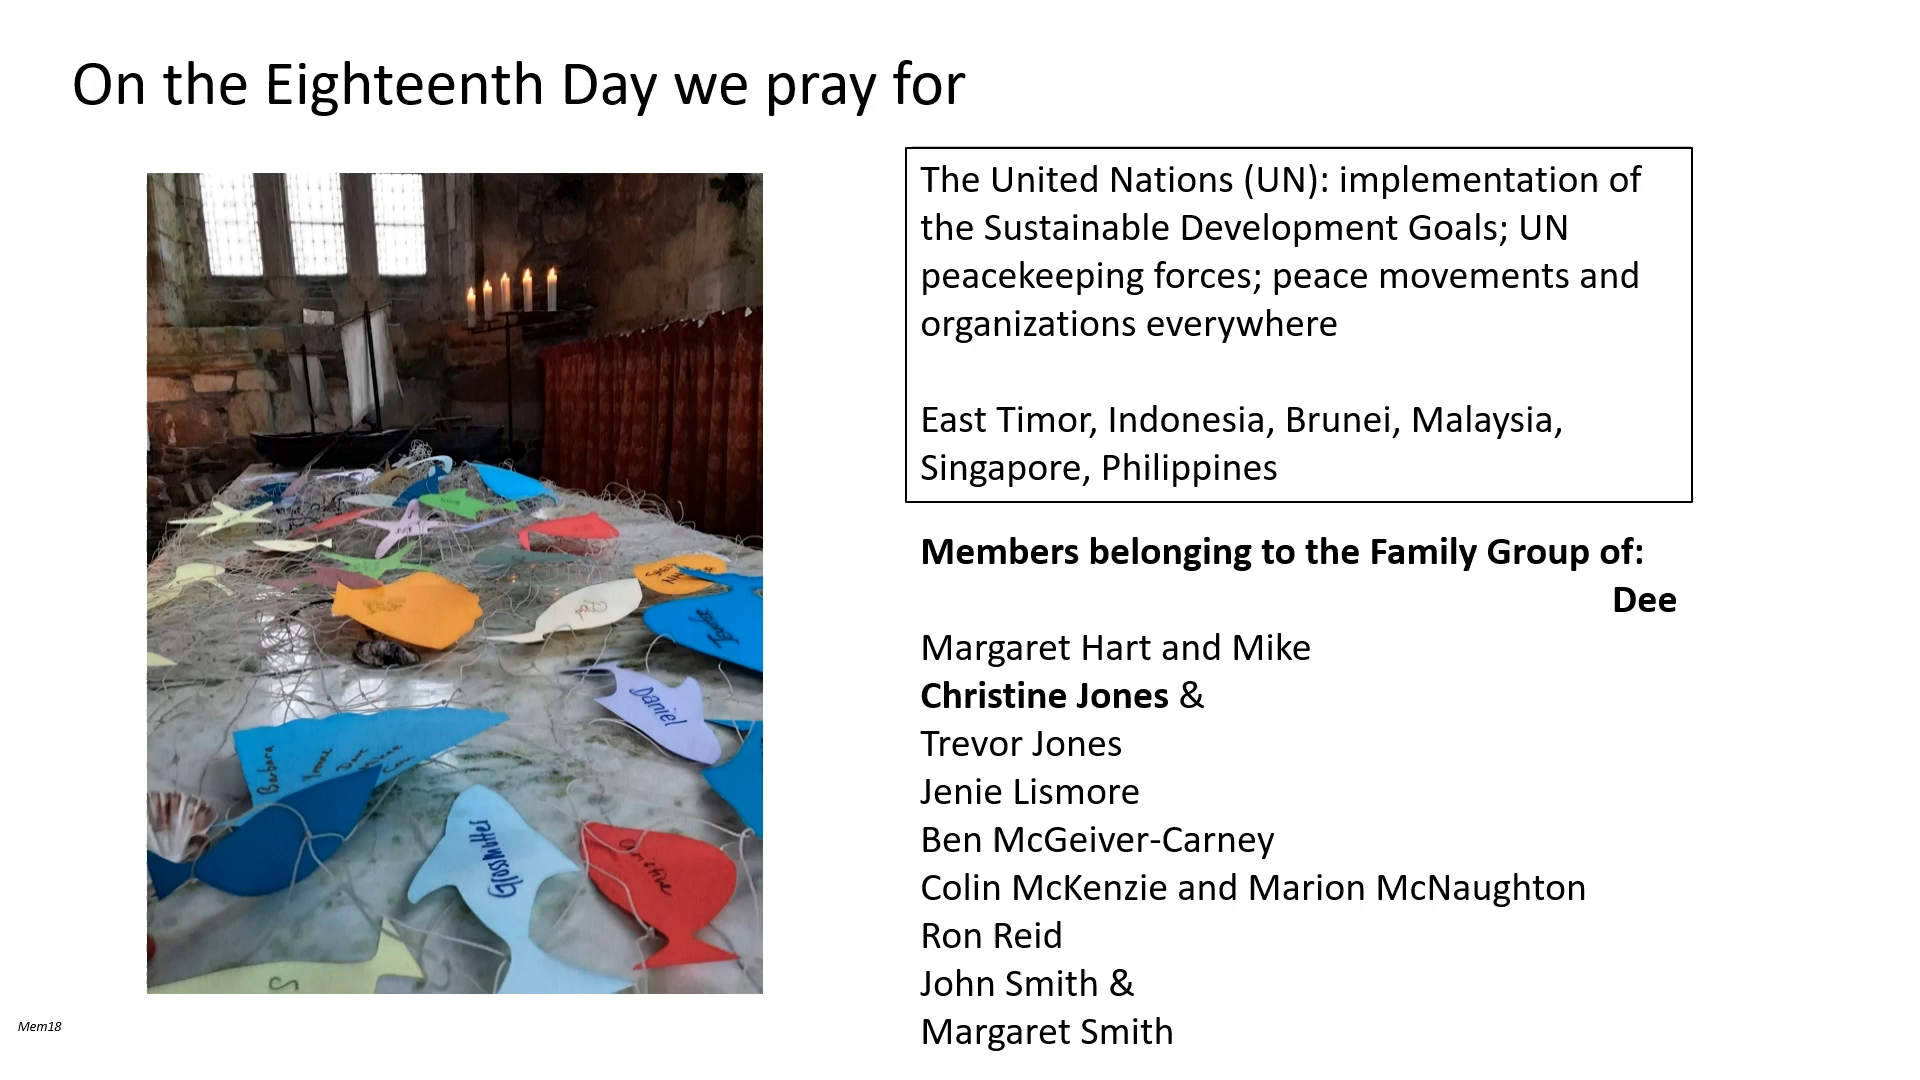 On the Eighteenth Day we pray for
The United Nations (UN): implementation of
the Sustainable Development Goals; UN
peacekeeping forces; peace movements and
organizations everywhere
East Timor, Indonesia, Brunei, Malaysia,
Singapore, Philippines
Members belonging to the Family Group of:
Dee
Margaret Hart and Mike
Christine Jones &
Trevor Jones
Jenie Lismore
Ben McGeiver-Carney
Colin McKenzie and Marion McNaughton
Ron Reid
John Smith &
Margaret Smith
Daniel
Barbara
Yvonne
Grossmutter
Christine
Mem18